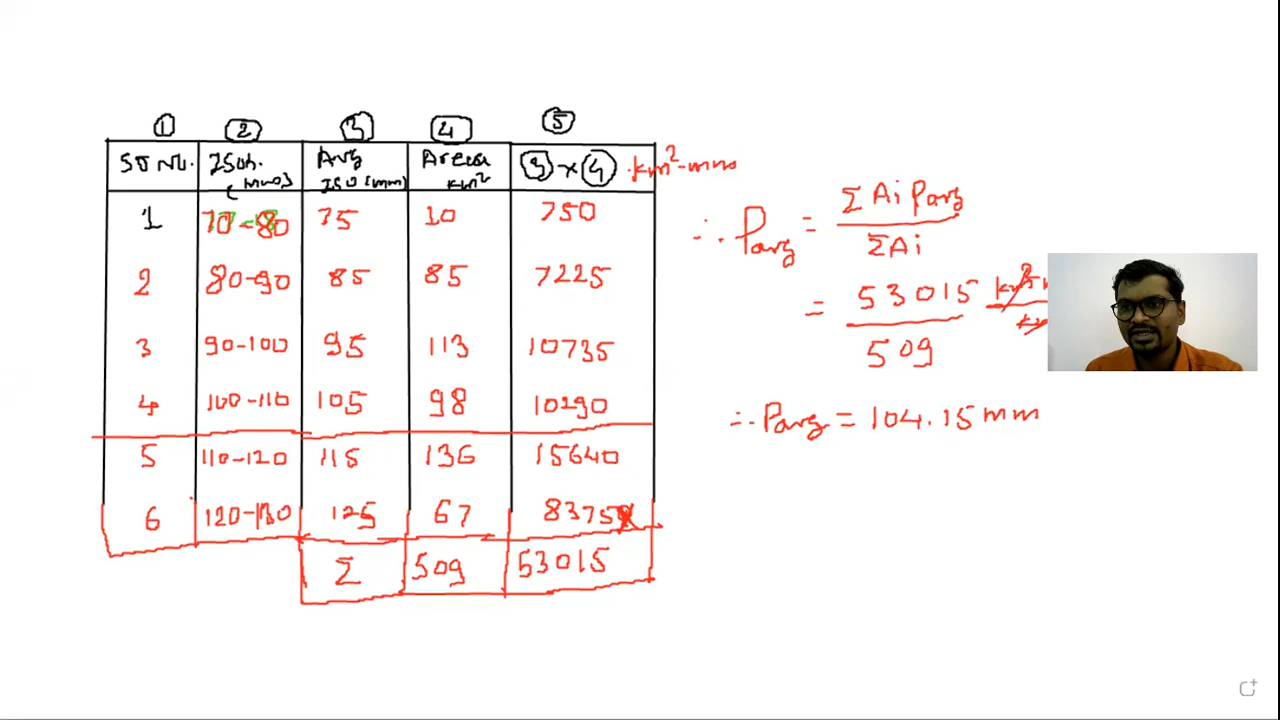 ① ② ③ ④ ⑤
Sr No. Isoh. (mm) Avg Iso (mm) Area km² ③ × ④ km²-mm
1 70-80 75 10 750
2 80-90 85 85 7225
3 90-100 95 113 10735
4 100-110 105 98 10290
5 110-120 115 136 15640
6 120-130 125 67 8375
Σ 509 53015
∴ Pavg = Σ Ai Pavg / ΣAi
= 53015 / 509
∴ Pavg = 104.15 mm